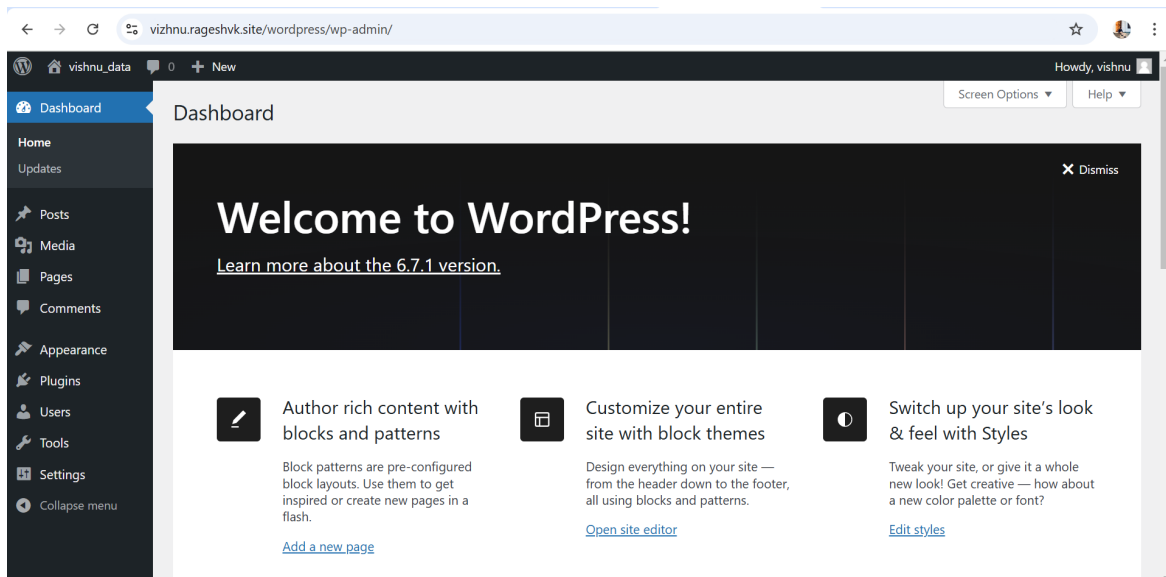 vizhnu.rageshvk.site/wordpress/wp-admin/
vishnu_data 0 New Howdy, vishnu
Screen Options Help
Dashboard
Home
Updates
Posts
Media
Pages
Comments
Appearance
Plugins
Users
Tools
Settings
Collapse menu
Dashboard
Dismiss
Welcome to WordPress!
Learn more about the 6.7.1 version.
Author rich content with
blocks and patterns
Block patterns are pre-configured
block layouts. Use them to get
inspired or create new pages in a
flash.
Add a new page
Customize your entire
site with block themes
Design everything on your site —
from the header down to the footer,
all using blocks and patterns.
Open site editor
Switch up your site’s look
& feel with Styles
Tweak your site, or give it a whole
new look! Get creative — how about
a new color palette or font?
Edit styles